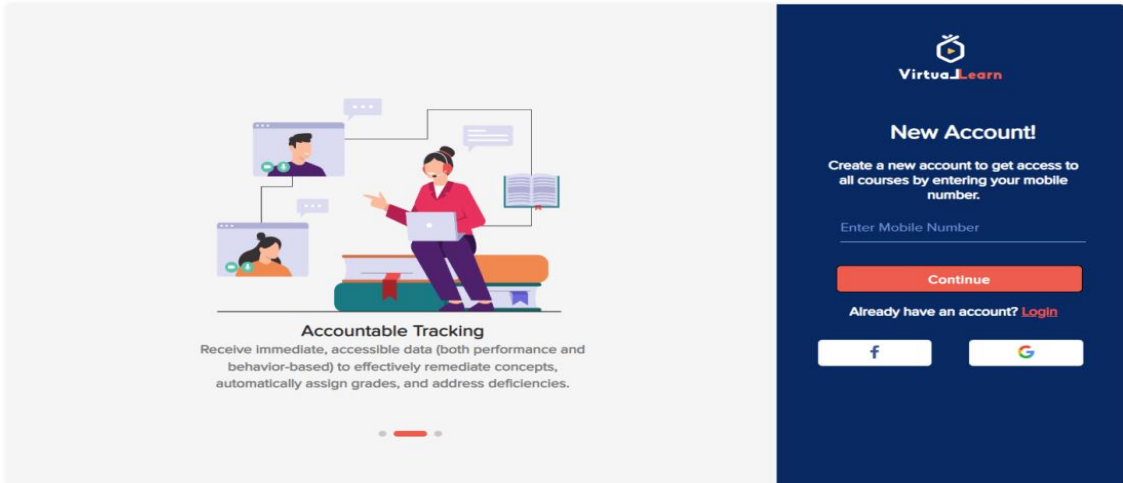 Accountable Tracking
Receive immediate, accessible data (both performance and
behavior-based) to effectively remediate concepts,
automatically assign grades, and address deficiencies.
VirtuaLLearn
New Account!
Create a new account to get access to
all courses by entering your mobile
number.
Enter Mobile Number
Continue
Already have an account? Login
f
G